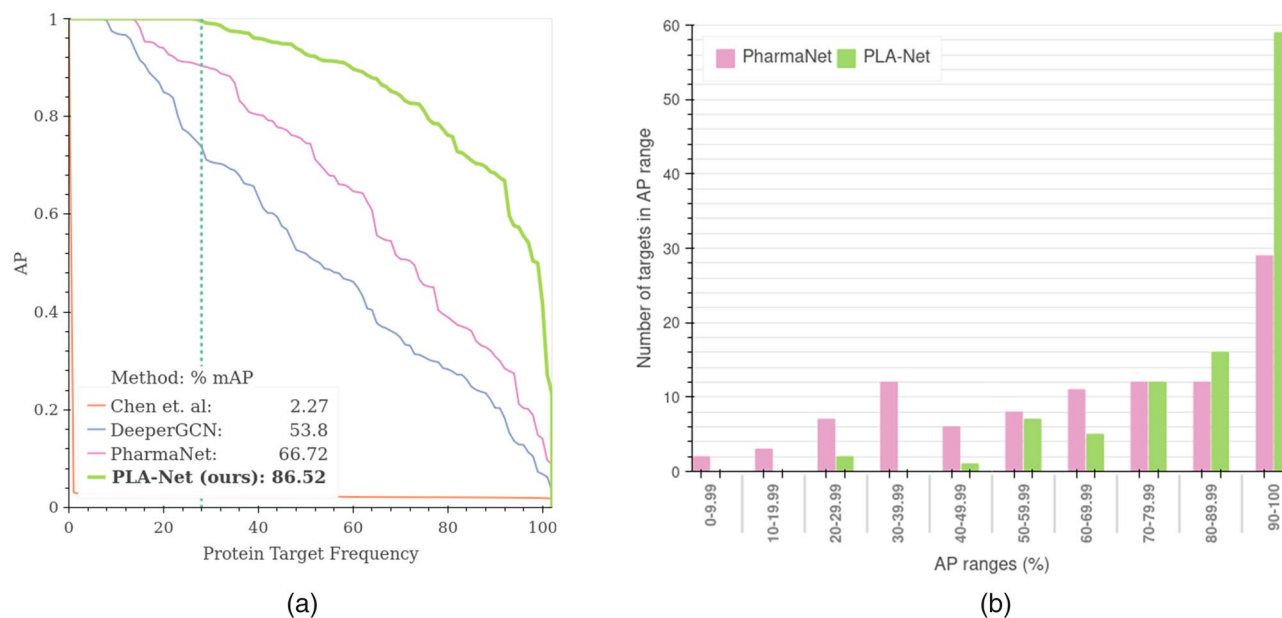 1
0.8
0.6
0.4
0.2
0
AP
Method: % mAP
Chen et. al: 2.27
DeeperGCN: 53.8
PharmaNet: 66.72
PLA-Net (ours): 86.52
0 20 40 60 80 100
Protein Target Frequency
(a)
60
50
40
30
20
10
0
Number of targets in AP range
PharmaNet PLA-Net
0-9.99
10-19.99
20-29.99
30-39.99
40-49.99
50-59.99
60-69.99
70-79.99
80-89.99
90-100
AP ranges (%)
(b)